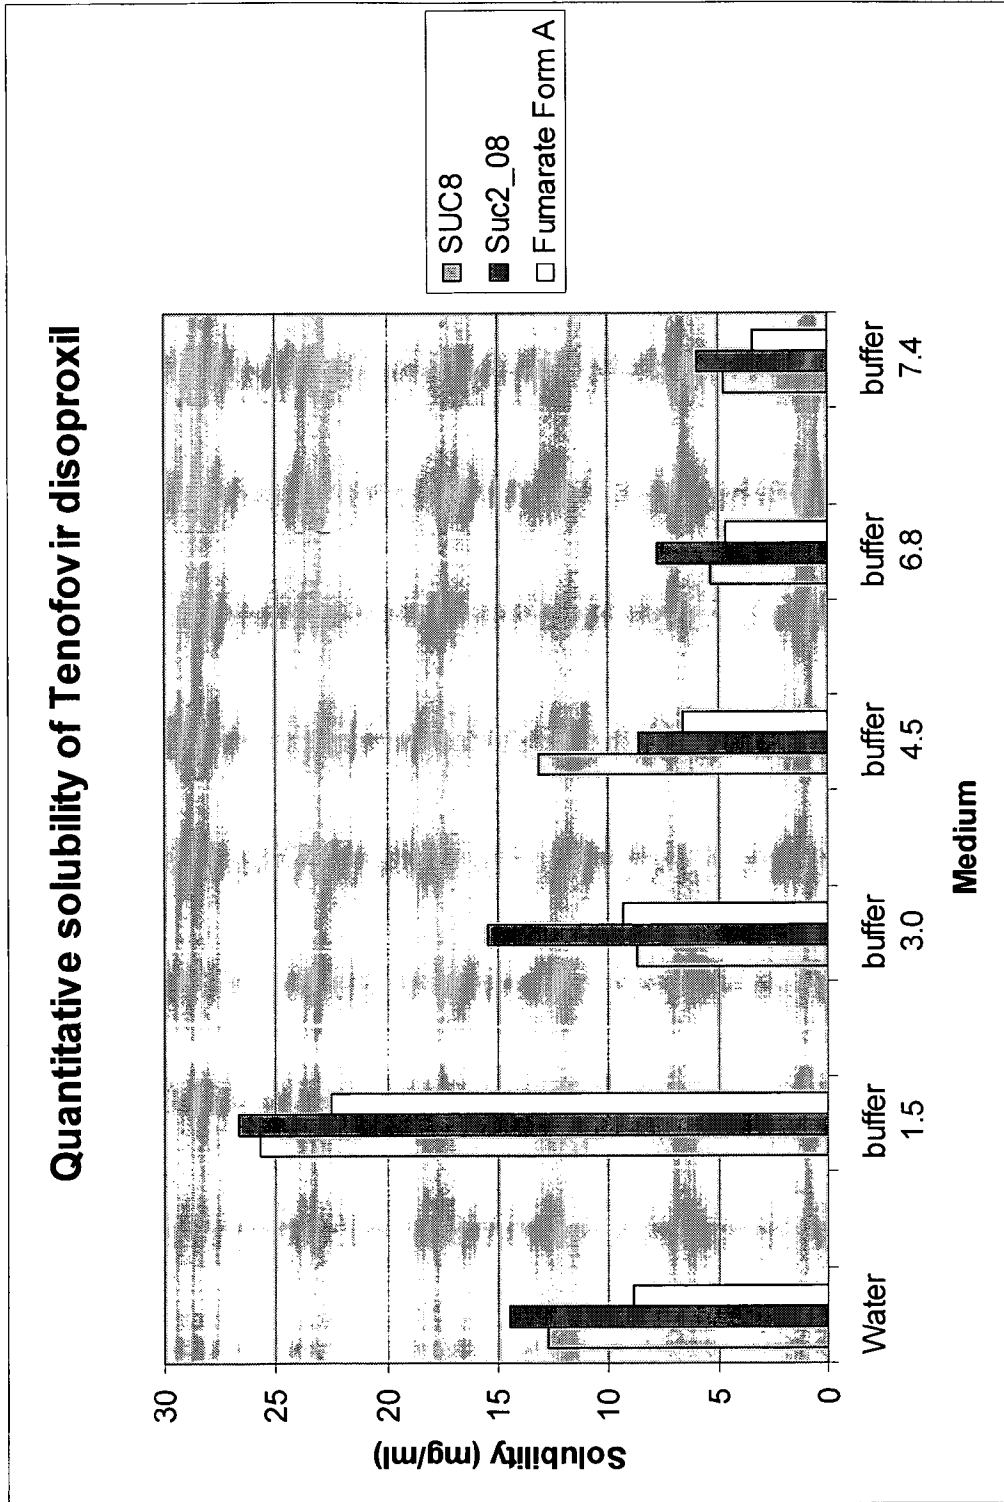 Quantitative solubility of Tenofovir disoproxil
Solubility (mg/ml)
30
25
20
15
10
5
0
Water
buffer
1.5
buffer
3.0
buffer
4.5
buffer
6.8
buffer
7.4
Medium
SUC8
Suc2_08
Fumarate Form A